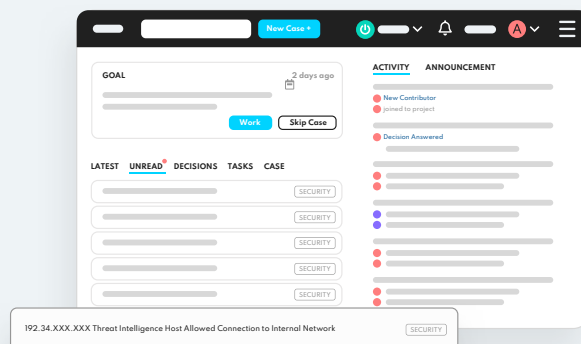 New Case +
A
GOAL
2 days ago
Work
Skip Case
LATEST UNREAD DECISIONS TASKS CASE
SECURITY
SECURITY
SECURITY
SECURITY
SECURITY
ACTIVITY ANNOUNCEMENT
New Contributor
joined to project
Decision Answered
192.34.XXX.XXX Threat Intelligence Host Allowed Connection to Internal Network
SECURITY